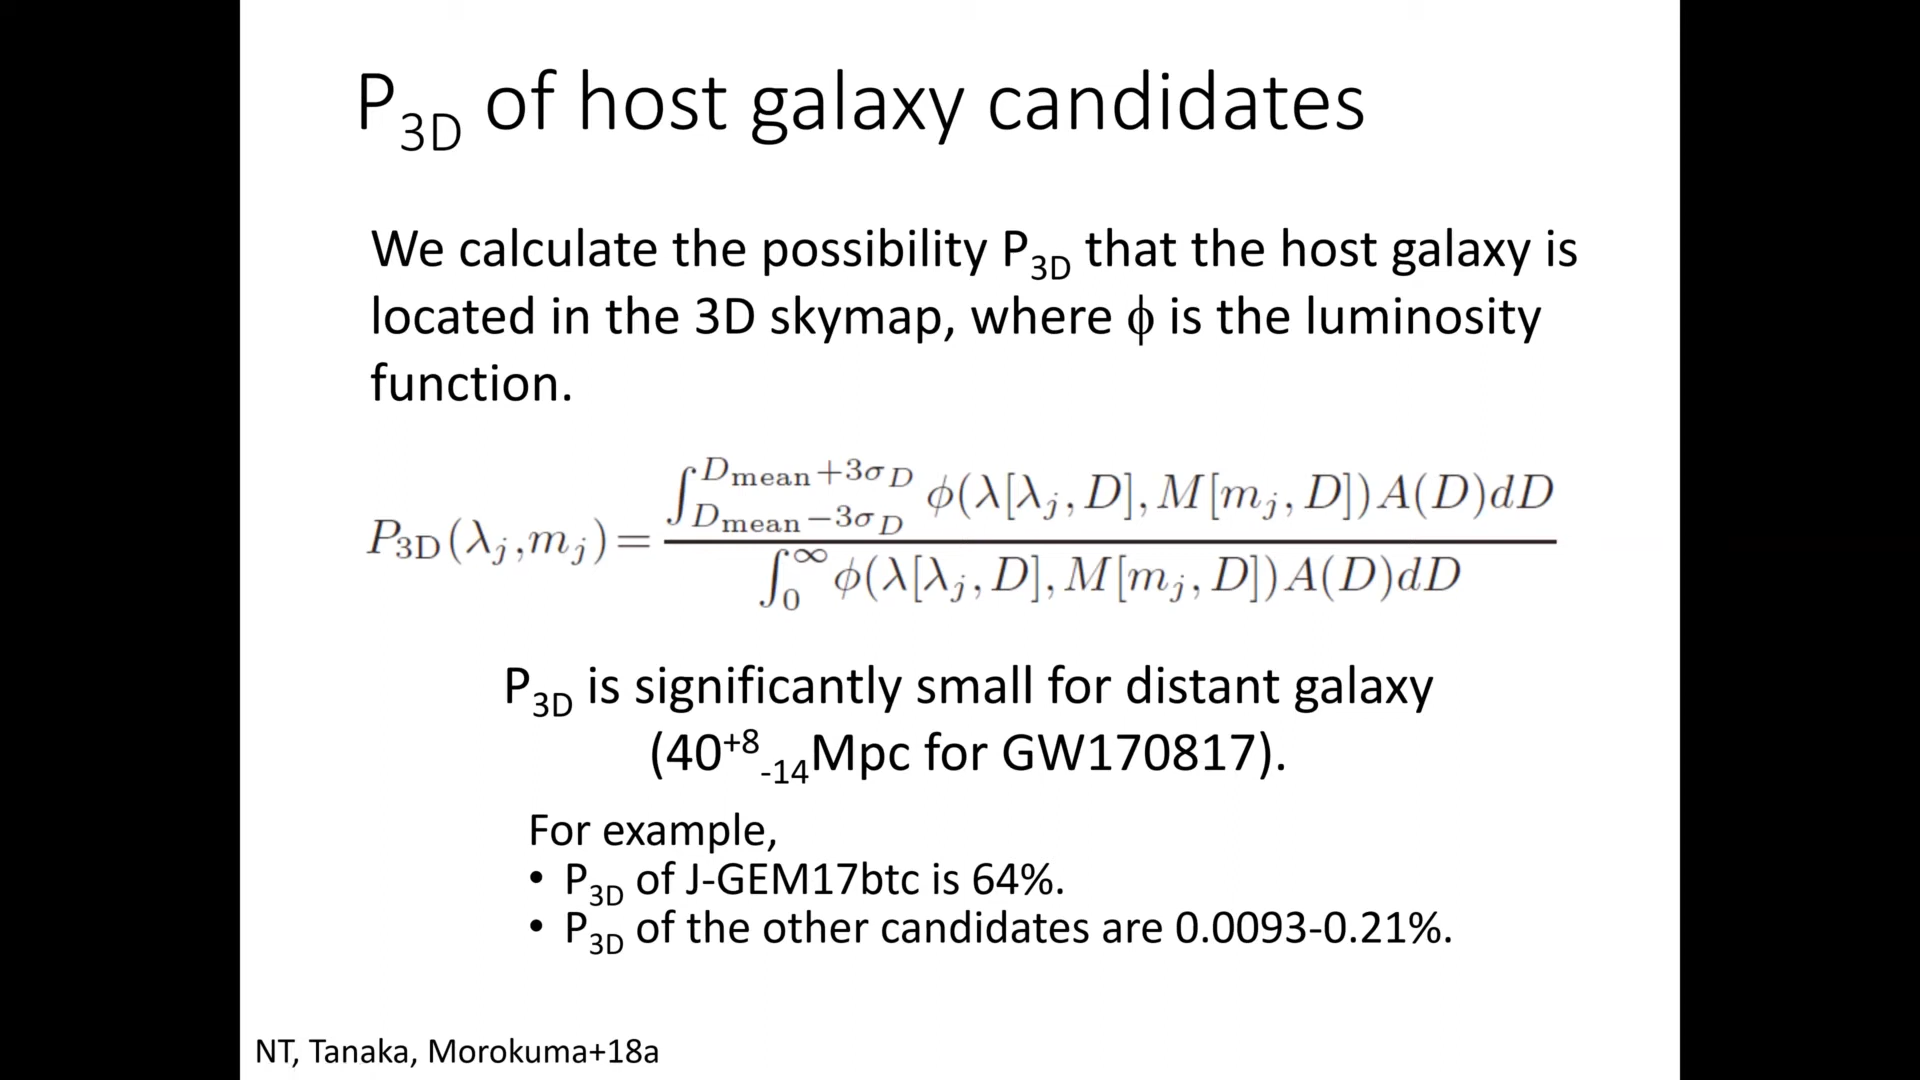 P3D of host galaxy candidates
We calculate the possibility P3D that the host galaxy is
located in the 3D skymap, where ϕ is the luminosity
function.
P3D(λj,mj)= ∫_{Dmean−3σD}^{Dmean+3σD} ϕ(λ[λj, D], M[mj, D])A(D)dD / ∫_0^∞ ϕ(λ[λj, D], M[mj, D])A(D)dD
P3D is significantly small for distant galaxy
(40+8-14Mpc for GW170817).
For example,
• P3D of J-GEM17btc is 64%.
• P3D of the other candidates are 0.0093-0.21%.
NT, Tanaka, Morokuma+18a